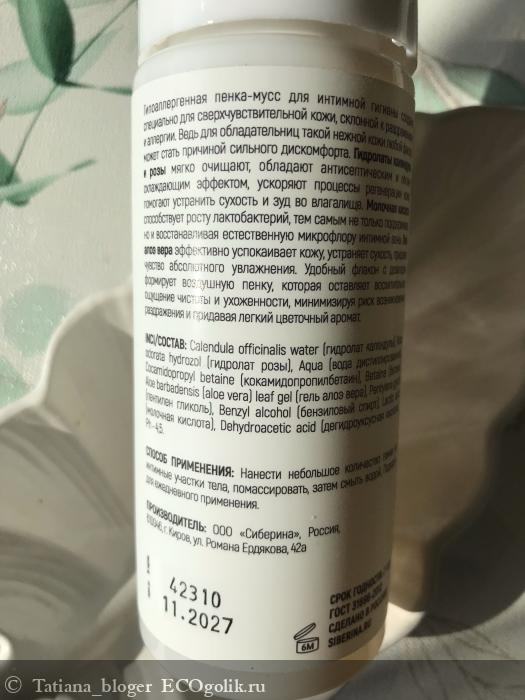 Гипоаллергенная пенка-мусс для интимной гигиены
специально для сверхчувствительной кожи, склонной к
и аллергии. Ведь для обладательниц такой нежной кожи любой
может стать причиной сильного дискомфорта. Гидролаты
и розы мягко очищают, обладают антисептическим и
охлаждающим эффектом, ускоряют процессы регенерации
помогают устранить сухость и зуд во влагалище. Молочная кислота
способствует росту лактобактерий, тем самым не только
но и восстанавливая естественную микрофлору интимной зоны.
алоэ вера эффективно успокаивает кожу, устраняет сухость,
чувство абсолютного увлажнения. Удобный флакон с
формирует воздушную пенку, которая оставляет
ощущение чистоты и ухоженности, минимизируя риск
раздражения и придавая легкий цветочный аромат.
INCI/СОСТАВ: Calendula officinalis water (гидролат календулы),
odorata hydrozol (гидролат розы), Aqua (вода
Cocamidopropyl betaine (кокамидопропилбетаин), Betaine
Aloe barbadensis (aloe vera) leaf gel (гель алоэ вера),
(пентилен гликоль), Benzyl alcohol (бензиловый спирт),
(молочная кислота), Dehydroacetic acid
Ph -4,5.
СПОСОБ ПРИМЕНЕНИЯ: Нанести небольшое количество
интимные участки тела, помассировать, затем смыть водой.
для ежедневного применения.
ПРОИЗВОДИТЕЛЬ: ООО «Сиберина», Россия,
г. Киров, ул. Романа Ердякова, 42а
42310
11.2027
6M
СРОК ГОДНОСТИ:
ГОСТ
СДЕЛАНО В
SIBERINA.RU
© Tatiana_bloger ECOgolik.ru